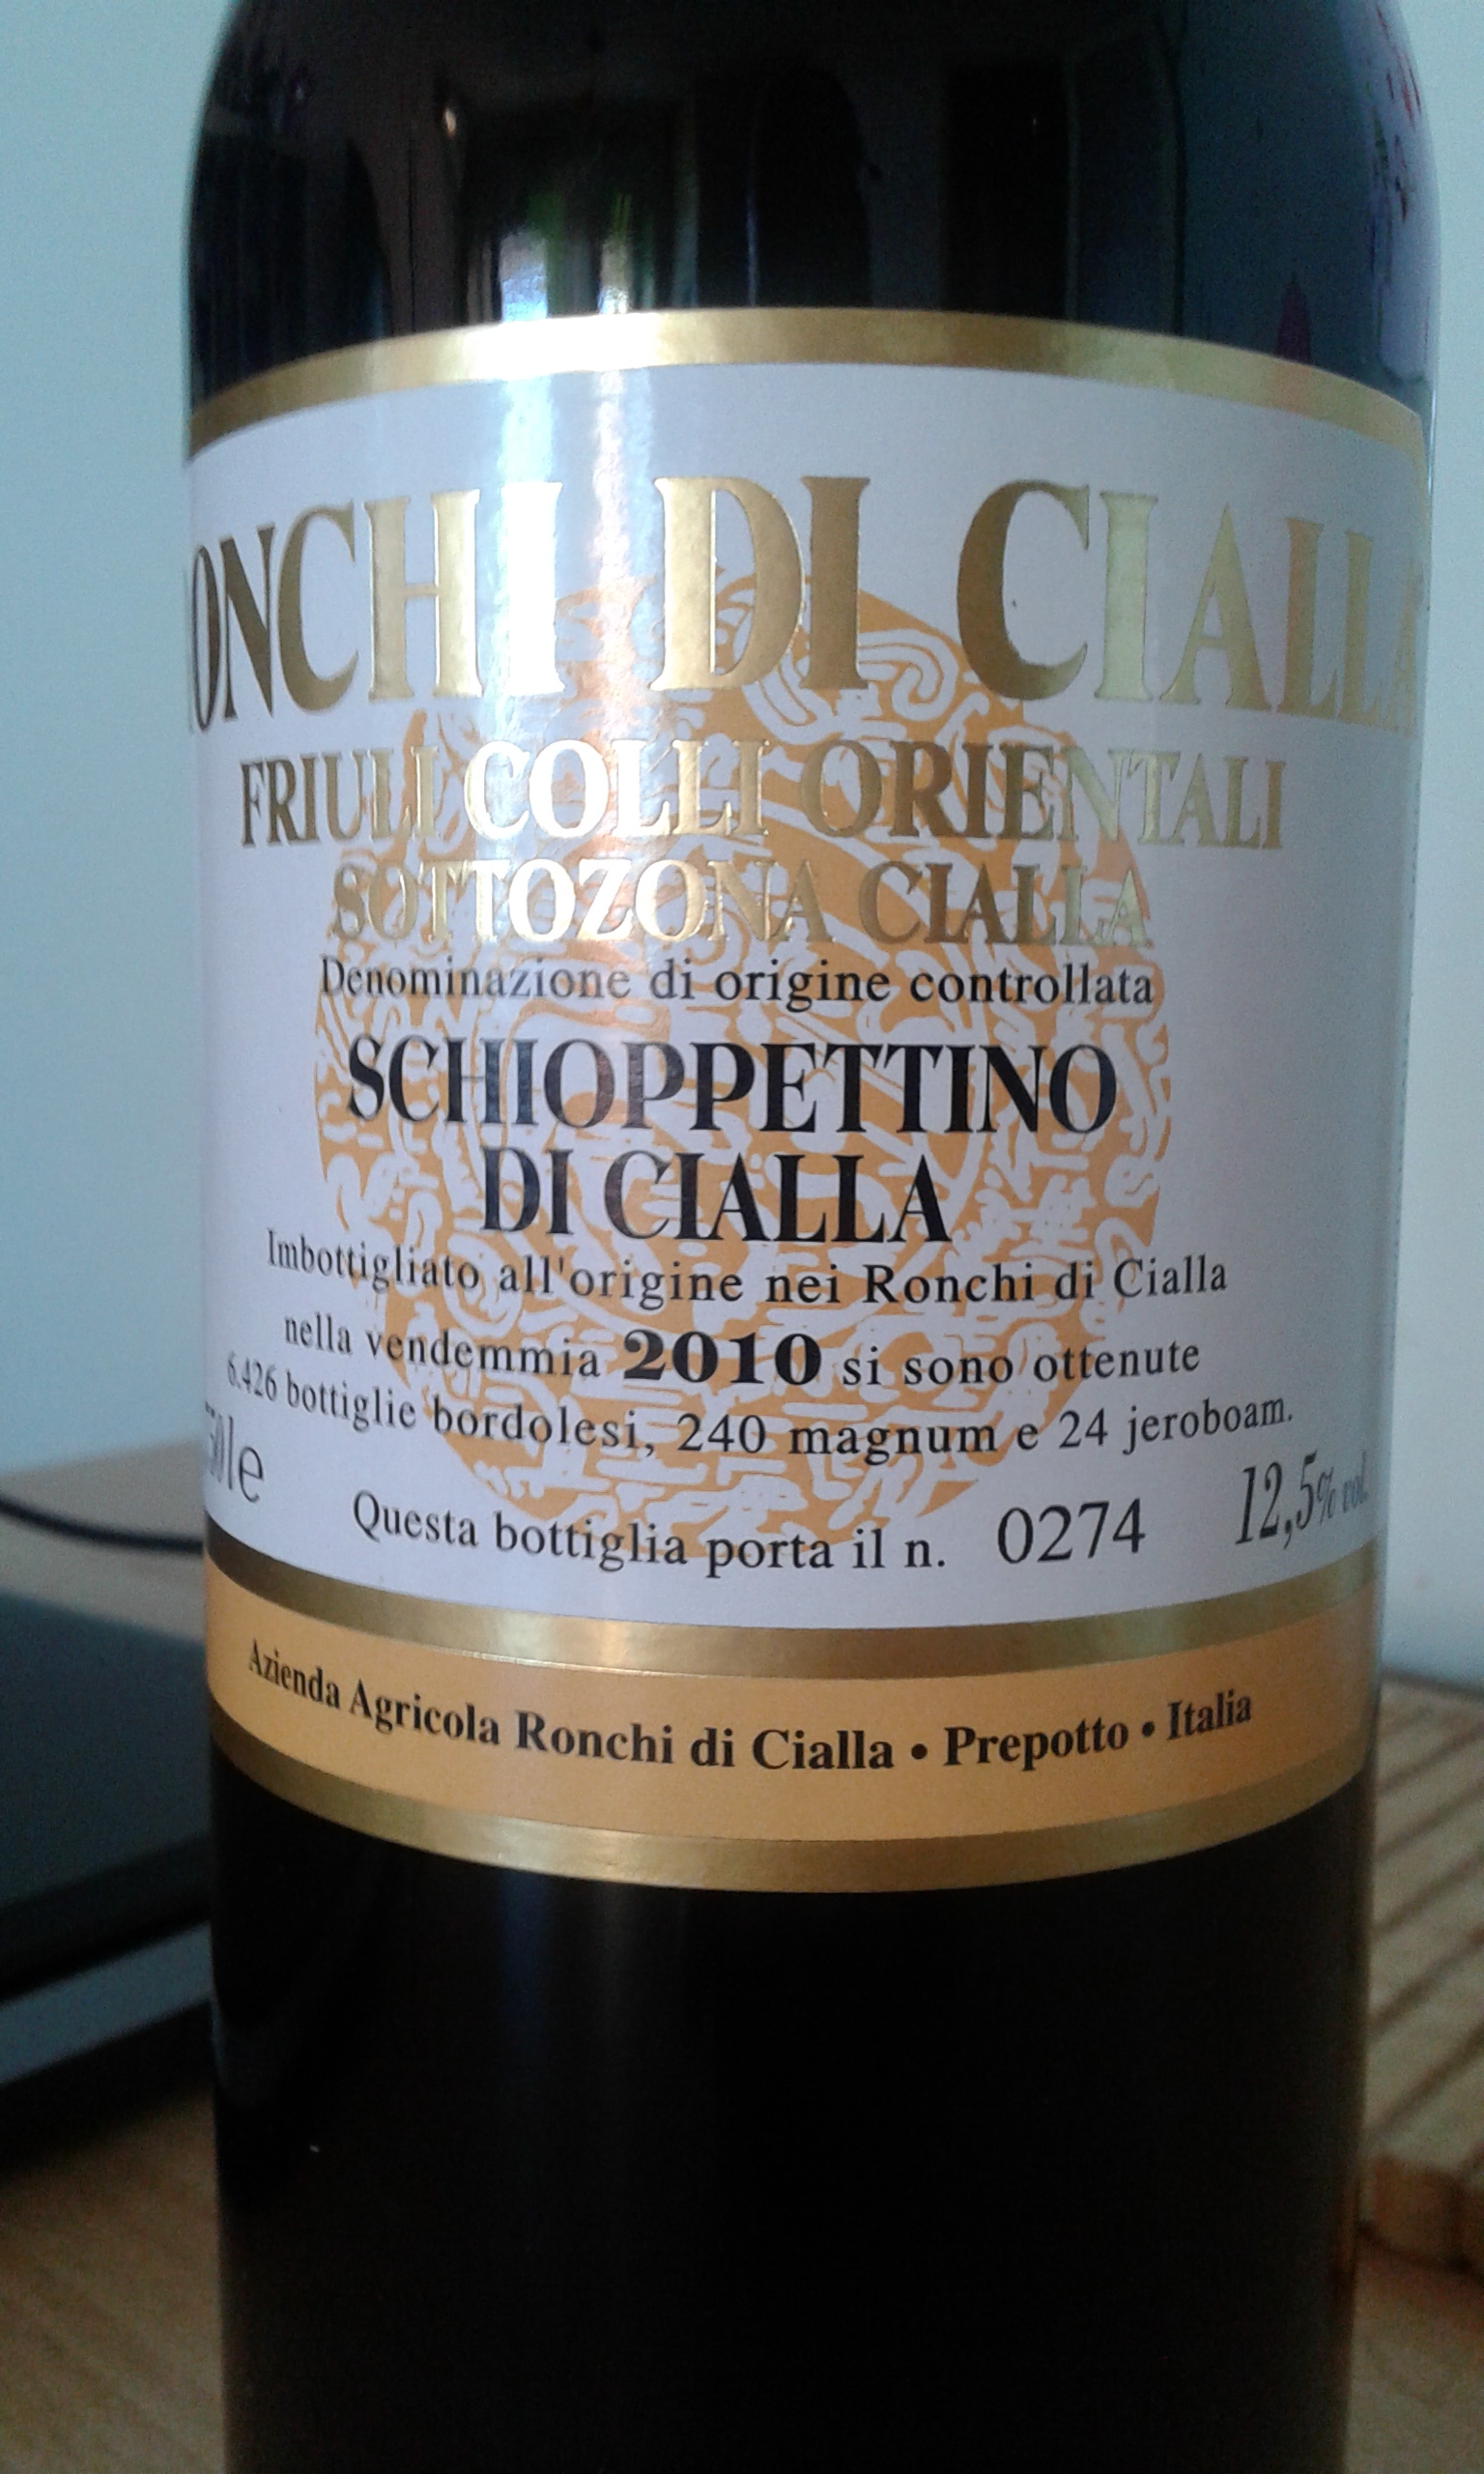 RONCHI DI CIALLA
FRIULI COLLI ORIENTALI
SOTTOZONA CIALLA
Denominazione di origine controllata
SCHIOPPETTINO
DI CIALLA
Imbottigliato all'origine nei Ronchi di Cialla
nella vendemmia 2010 si sono ottenute
6.426 bottiglie bordolesi, 240 magnum e 24 jeroboam.
Questa bottiglia porta il n. 0274 12,5% vol.
Azienda Agricola Ronchi di Cialla • Prepotto • Italia